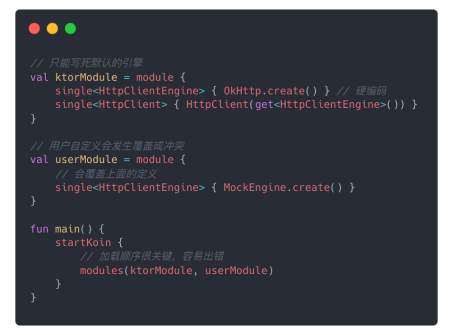 // 只能写死默认的引擎
val ktorModule = module {
    single<HttpClientEngine> { OkHttp.create() } // 硬编码
    single<HttpClient> { HttpClient(get<HttpClientEngine>()) }
}
// 用户自定义会发生覆盖或冲突
val userModule = module {
    // 会覆盖上面的定义
    single<HttpClientEngine> { MockEngine.create() }
}
fun main() {
    startKoin {
        // 加载顺序很关键，容易出错
        modules(ktorModule, userModule)
    }
}